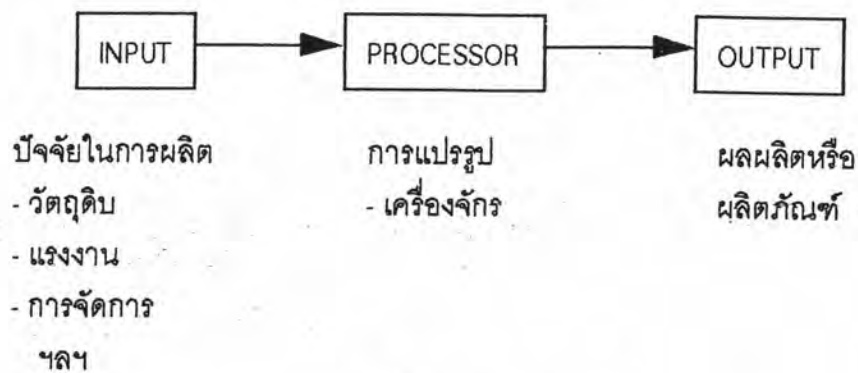 INPUT PROCESSOR OUTPUT
ปัจจัยในการผลิต การแปรรูป ผลผลิตหรือ
- วัตถุดิบ - เครื่องจักร ผลิตภัณฑ์
- แรงงาน
- การจัดการ
ฯลฯ